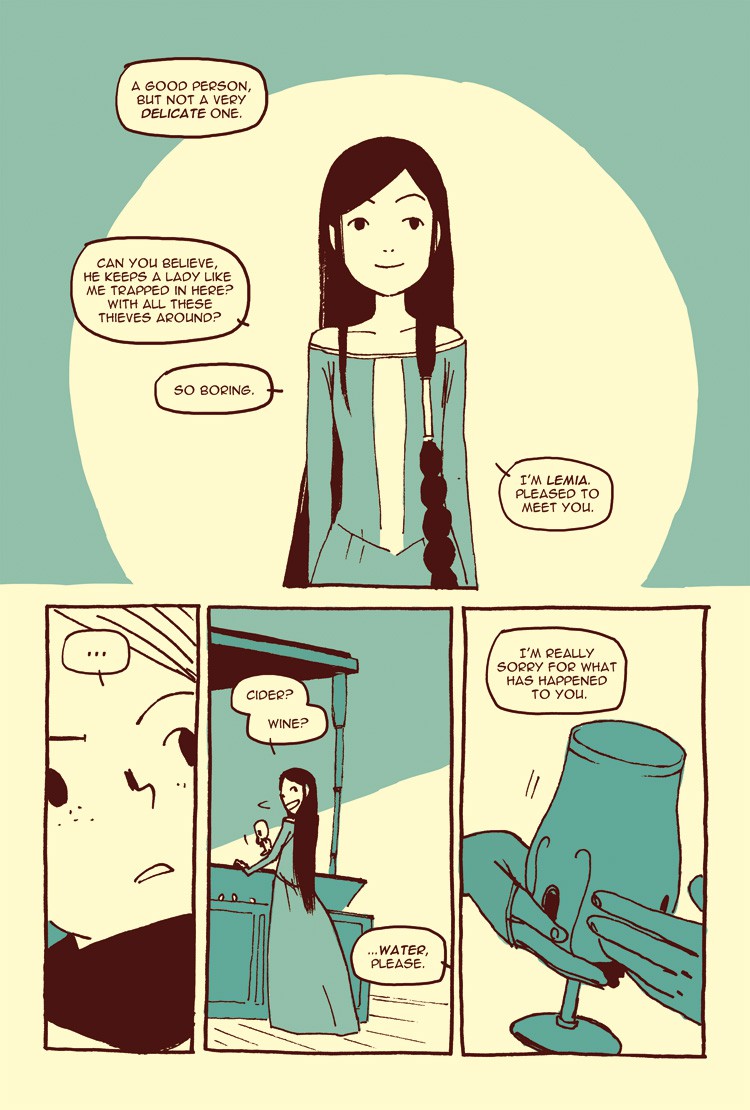 A GOOD PERSON,
BUT NOT A VERY
DELICATE ONE.
CAN YOU BELIEVE,
HE KEEPS A LADY LIKE
ME TRAPPED IN HERE?
WITH ALL THESE
THIEVES AROUND?
SO BORING.
I'M LEMIA.
PLEASED TO
MEET YOU.
...
CIDER?
WINE?
...WATER,
PLEASE.
I'M REALLY
SORRY FOR WHAT
HAS HAPPENED
TO YOU.